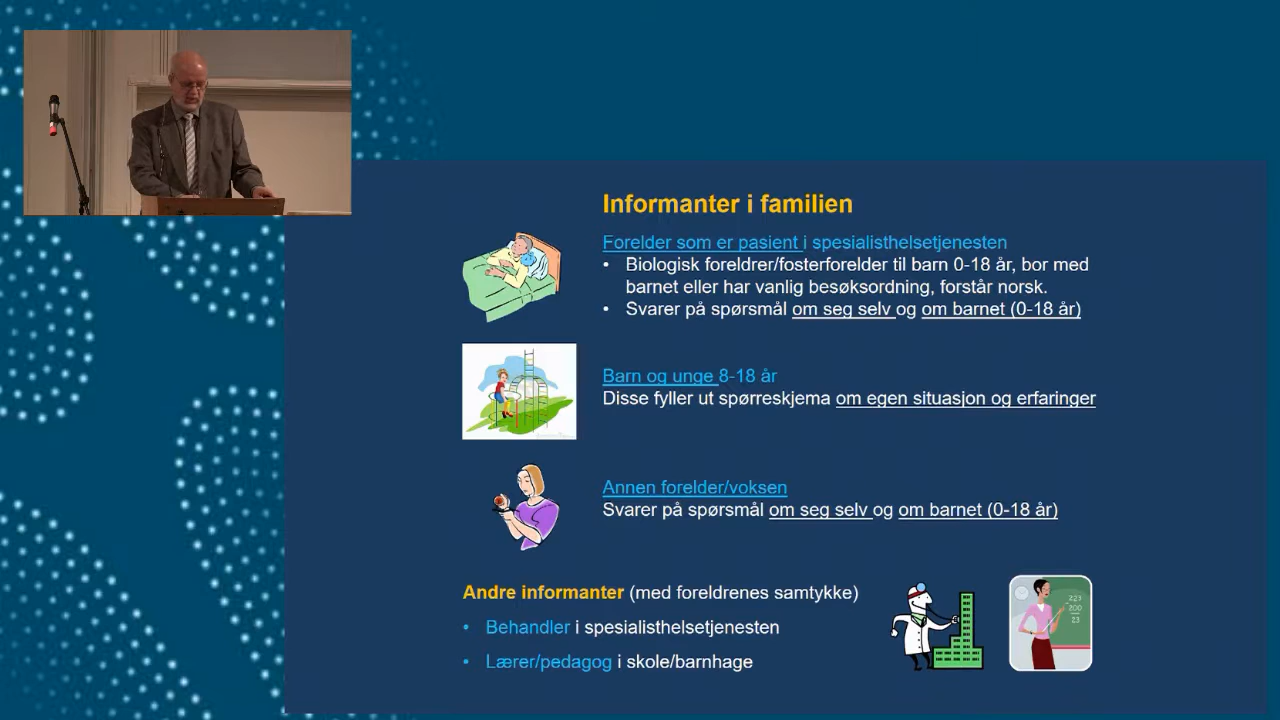 Informanter i familien
Forelder som er pasient i spesialisthelsetjenesten
• Biologisk foreldrer/fosterforelder til barn 0-18 år, bor med
barnet eller har vanlig besøksordning, forstår norsk.
• Svarer på spørsmål om seg selv og om barnet (0-18 år)
Barn og unge 8-18 år
Disse fyller ut spørreskjema om egen situasjon og erfaringer
Annen forelder/voksen
Svarer på spørsmål om seg selv og om barnet (0-18 år)
Andre informanter (med foreldrenes samtykke)
• Behandler i spesialisthelsetjenesten
• Lærer/pedagog i skole/barnhage
223
200
23